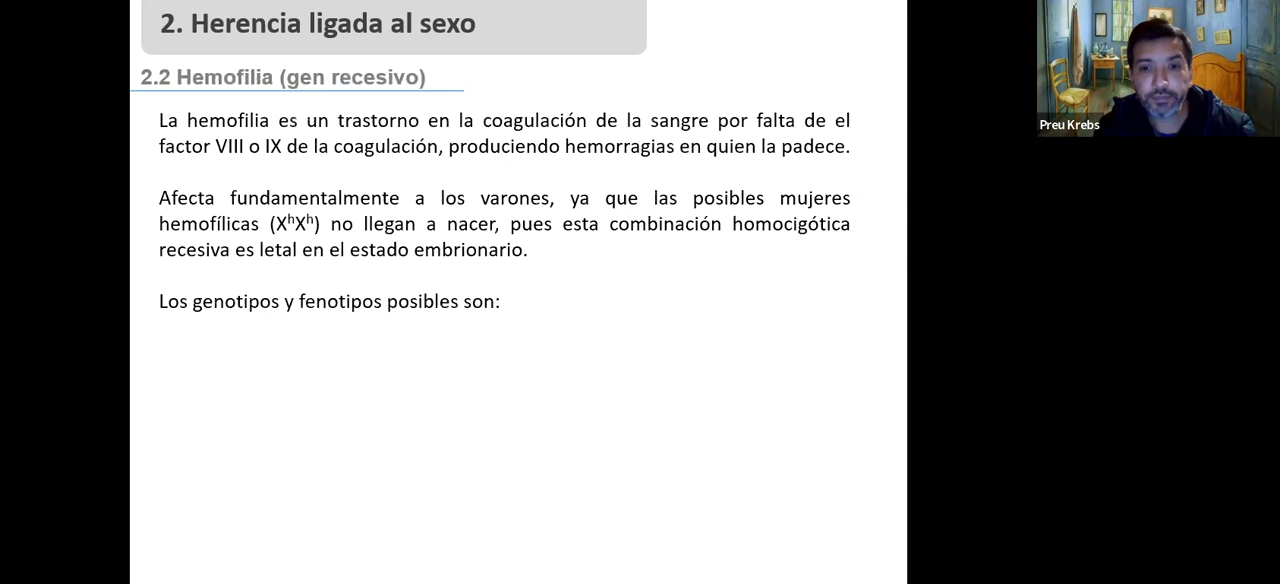 2. Herencia ligada al sexo
2.2 Hemofilia (gen recesivo)
La hemofilia es un trastorno en la coagulación de la sangre por falta de el
factor VIII o IX de la coagulación, produciendo hemorragias en quien la padece.
Afecta fundamentalmente a los varones, ya que las posibles mujeres
hemofílicas (XʰXʰ) no llegan a nacer, pues esta combinación homocigótica
recesiva es letal en el estado embrionario.
Los genotipos y fenotipos posibles son:
Preu Krebs